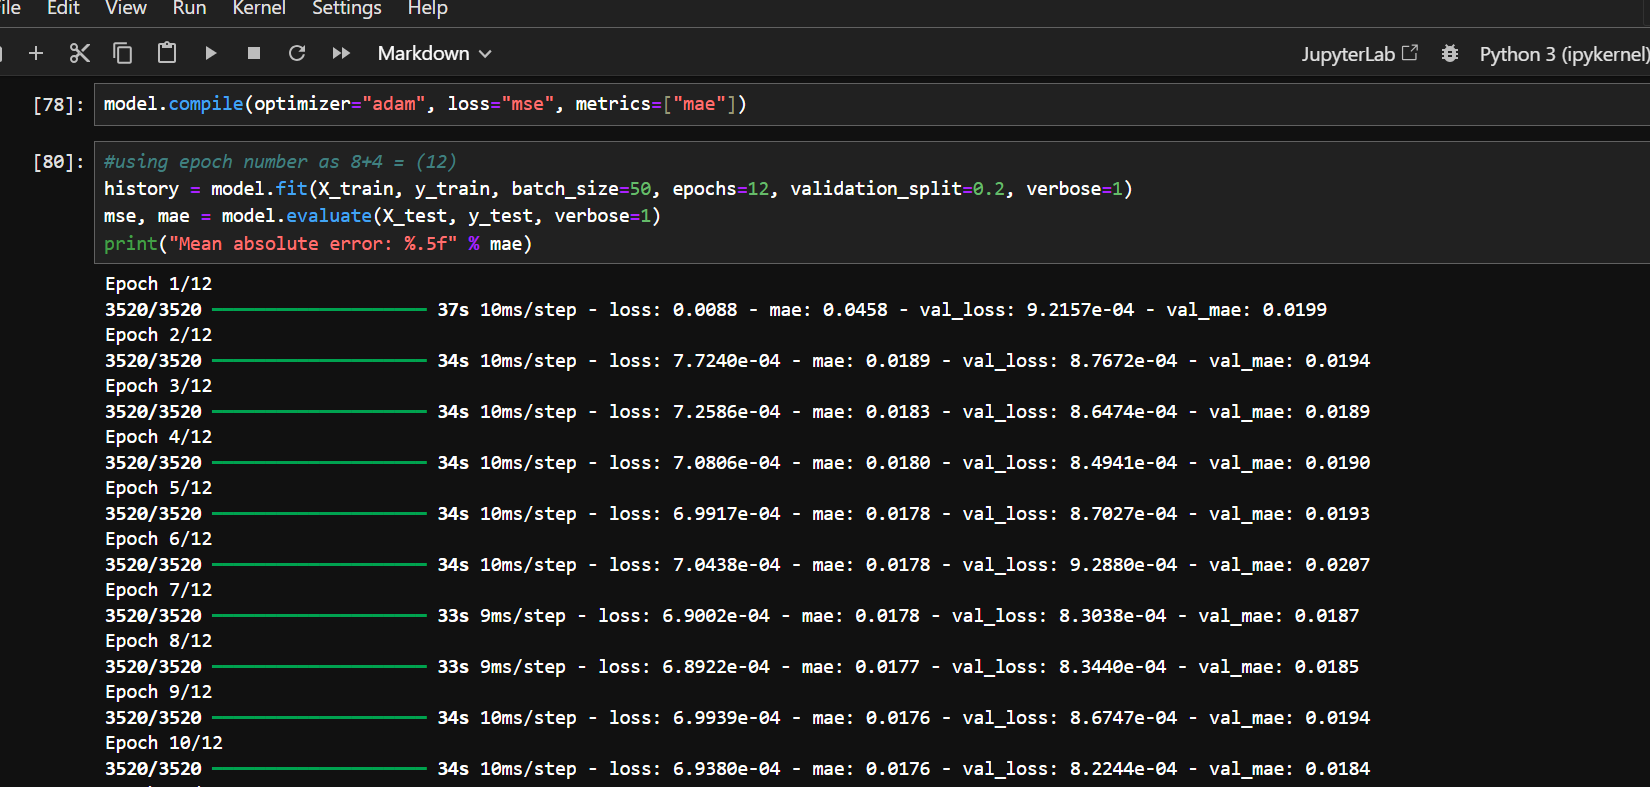 File Edit View Run Kernel Settings Help
Markdown JupyterLab Python 3 (ipykernel)
[78]: model.compile(optimizer="adam", loss="mse", metrics=["mae"])
[80]: #using epoch number as 8+4 = (12)
history = model.fit(X_train, y_train, batch_size=50, epochs=12, validation_split=0.2, verbose=1)
mse, mae = model.evaluate(X_test, y_test, verbose=1)
print("Mean absolute error: %.5f" % mae)
Epoch 1/12
3520/3520 37s 10ms/step - loss: 0.0088 - mae: 0.0458 - val_loss: 9.2157e-04 - val_mae: 0.0199
Epoch 2/12
3520/3520 34s 10ms/step - loss: 7.7240e-04 - mae: 0.0189 - val_loss: 8.7672e-04 - val_mae: 0.0194
Epoch 3/12
3520/3520 34s 10ms/step - loss: 7.2586e-04 - mae: 0.0183 - val_loss: 8.6474e-04 - val_mae: 0.0189
Epoch 4/12
3520/3520 34s 10ms/step - loss: 7.0806e-04 - mae: 0.0180 - val_loss: 8.4941e-04 - val_mae: 0.0190
Epoch 5/12
3520/3520 34s 10ms/step - loss: 6.9917e-04 - mae: 0.0178 - val_loss: 8.7027e-04 - val_mae: 0.0193
Epoch 6/12
3520/3520 34s 10ms/step - loss: 7.0438e-04 - mae: 0.0178 - val_loss: 9.2880e-04 - val_mae: 0.0207
Epoch 7/12
3520/3520 33s 9ms/step - loss: 6.9002e-04 - mae: 0.0178 - val_loss: 8.3038e-04 - val_mae: 0.0187
Epoch 8/12
3520/3520 33s 9ms/step - loss: 6.8922e-04 - mae: 0.0177 - val_loss: 8.3440e-04 - val_mae: 0.0185
Epoch 9/12
3520/3520 34s 10ms/step - loss: 6.9939e-04 - mae: 0.0176 - val_loss: 8.6747e-04 - val_mae: 0.0194
Epoch 10/12
3520/3520 34s 10ms/step - loss: 6.9380e-04 - mae: 0.0176 - val_loss: 8.2244e-04 - val_mae: 0.0184